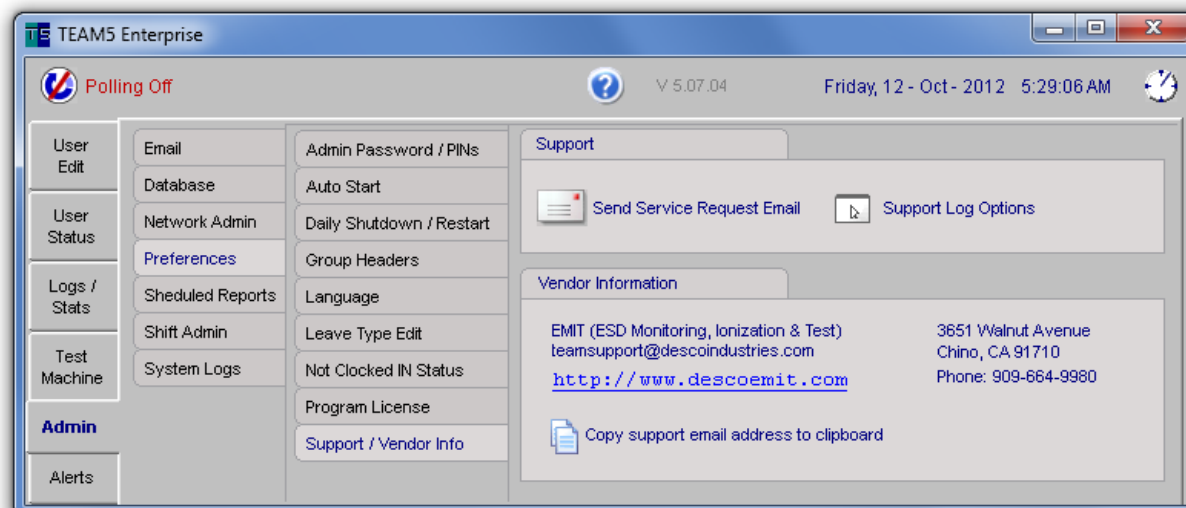 TS TEAM5 Enterprise
Polling Off
V 5.07.04
Friday, 12 - Oct - 2012 5:29:06 AM
User
Edit
User
Status
Logs /
Stats
Test
Machine
Admin
Alerts
Email
Database
Network Admin
Preferences
Sheduled Reports
Shift Admin
System Logs
Admin Password / PINs
Auto Start
Daily Shutdown / Restart
Group Headers
Language
Leave Type Edit
Not Clocked IN Status
Program License
Support / Vendor Info
Support
Send Service Request Email
Support Log Options
Vendor Information
EMIT (ESD Monitoring, Ionization & Test)
teamsupport@descoindustries.com
http://www.descoemit.com
3651 Walnut Avenue
Chino, CA 91710
Phone: 909-664-9980
Copy support email address to clipboard